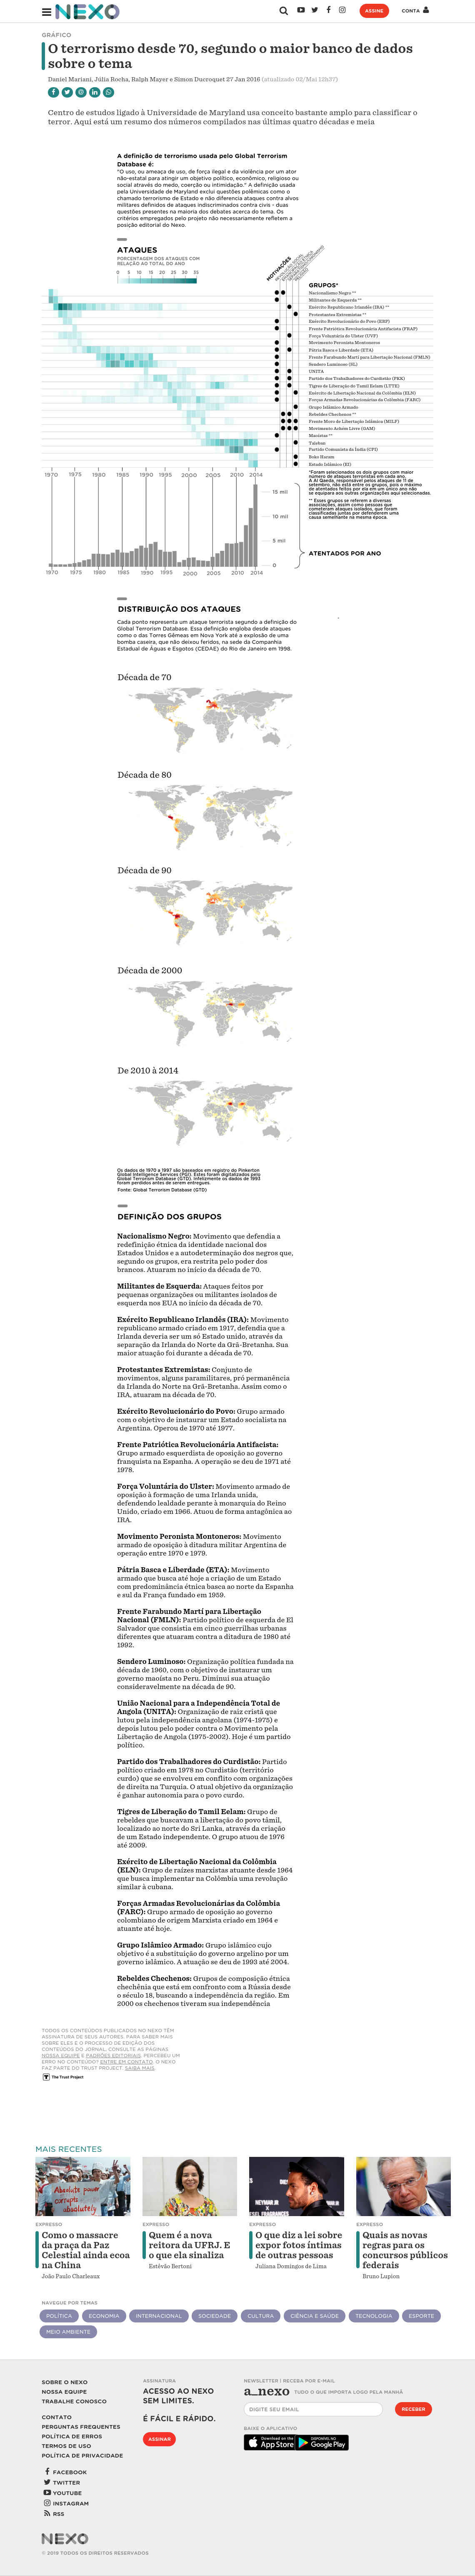 NEXO
ASSINE
CONTA
GRÁFICO
O terrorismo desde 70, segundo o maior banco de dados
sobre o tema
Daniel Mariani, Júlia Rocha, Ralph Mayer e Simon Ducroquet 27 Jan 2016 (atualizado 03/Mai 12h37)
Centro de estudos ligado à Universidade de Maryland usa conceito bastante amplo para classificar o
terror. Aqui está um resumo dos números compilados nas últimas quatro décadas e meia
A definição de terrorismo usada pelo Global Terrorism
Database é:
"O uso, ou ameaça de uso, de força ilegal e da violência por um ator
não-estatal para atingir um objetivo político, econômico, religioso ou
social através do medo, coerção ou intimidação." A definição usada
pela Universidade de Maryland exclui questões polêmicas como o
chamado terrorismo de Estado e não diferencia ataques contra alvos
militares definidos de ataques indiscriminados contra civis - duas
questões presentes na maioria dos debates acerca do tema. Os
critérios empregados pelo projeto não necessariamente refletem a
posição editorial do Nexo.
ATAQUES
PORCENTAGEM DOS ATAQUES COM
RELAÇÃO AO TOTAL DO ANO
0 5 10 15 20 25 30 35
MOTIVAÇÕES
GRUPOS*
Nacionalismo Negro **
Militantes de Esquerda **
Exército Republicano Irlandês (IRA) **
Protestantes Extremistas **
Exército Revolucionário do Povo (ERP)
Frente Patriótica Revolucionária Antifacista (FRAP)
Força Voluntária do Ulster (UVF)
Movimento Peronista Montoneros
Pátria Basca e Liberdade (ETA)
Frente Farabundo Martí para Libertação Nacional (FMLN)
Sendero Luminoso (SL)
UNITA
Partido dos Trabalhadores do Curdistão (PKK)
Tigres de Liberação do Tamil Eelam (LTTE)
Exército de Libertação Nacional da Colômbia (ELN)
Forças Armadas Revolucionárias da Colômbia (FARC)
Grupo Islâmico Armado
Rebeldes Chechenos **
Frente Moro de Libertação Islâmica (MILF)
Movimento Achém Livre (GAM)
Maoistas **
Taleban
Partido Comunista da Índia (CPI)
Boko Haram
Estado Islâmico (EI)
1970 1975 1980 1985 1990 1995 2000 2005 2010 2014
*Foram selecionados os dois grupos com maior
número de ataques terroristas em cada ano.
A Al Qaeda, responsável pelos ataques de 11 de
setembro, não está entre os grupos, pois o máximo
de atentados feitos por ela em um único ano não
se equipara aos outras organizações aqui selecionadas.
** Esses grupos se referem a diversas
associações, assim como pessoas que
cometeram ataques isolados, que foram
classificadas juntas por defenderem uma
causa semelhante na mesma época.
15 mil
10 mil
5 mil
0
ATENTADOS POR ANO
1970 1975 1980 1985 1990 1995 2000 2005 2010 2014
DISTRIBUIÇÃO DOS ATAQUES
Cada ponto representa um ataque terrorista segundo a definição do
Global Terrorism Database. Essa definição engloba desde ataques
como o das Torres Gêmeas em Nova York até a explosão de uma
bomba caseira, que não deixou feridos, na sede da Companhia
Estadual de Águas e Esgotos (CEDAE) do Rio de Janeiro em 1998.
Década de 70
Década de 80
Década de 90
Década de 2000
De 2010 à 2014
Os dados de 1970 a 1997 são baseados em registro do Pinkerton
Global Intelligence Services (PGI). Estes foram digitalizados pelo
Global Terrorism Database (GTD). Infelizmente os dados de 1993
foram perdidos antes de serem entregues.
Fonte: Global Terrorism Database (GTD)
DEFINIÇÃO DOS GRUPOS
Nacionalismo Negro: Movimento que defendia a
redefinição étnica da identidade nacional dos
Estados Unidos e a autodeterminação dos negros que,
segundo os grupos, era restrita pelo poder dos
brancos. Atuaram no início da década de 70.
Militantes de Esquerda: Ataques feitos por
pequenas organizações ou militantes isolados de
esquerda nos EUA no início da década de 70.
Exército Republicano Irlandês (IRA): Movimento
republicano armado criado em 1917, defendia que a
Irlanda deveria ser um só Estado unido, através da
separação da Irlanda do Norte da Grã-Bretanha. Sua
maior atuação foi durante a década de 70.
Protestantes Extremistas: Conjunto de
movimentos, alguns paramilitares, pró permanência
da Irlanda do Norte na Grã-Bretanha. Assim como o
IRA, atuaram na década de 70.
Exército Revolucionário do Povo: Grupo armado
com o objetivo de instaurar um Estado socialista na
Argentina. Operou de 1970 até 1977.
Frente Patriótica Revolucionária Antifacista:
Grupo armado esquerdista de oposição ao governo
franquista na Espanha. A operação se deu de 1971 até
1978.
Força Voluntária do Ulster: Movimento armado de
oposição à formação de uma Irlanda unida,
defendendo lealdade perante à monarquia do Reino
Unido, criado em 1966. Atuou de forma antagônica ao
IRA.
Movimento Peronista Montoneros: Movimento
armado de oposição à ditadura militar Argentina de
operação entre 1970 e 1979.
Pátria Basca e Liberdade (ETA): Movimento
armado que busca até hoje a criação de um Estado
com predominância étnica basca ao norte da Espanha
e sul da França fundado em 1959.
Frente Farabundo Martí para Libertação
Nacional (FMLN): Partido político de esquerda de El
Salvador que consistia em cinco guerrilhas urbanas
diferentes que atuaram contra a ditadura de 1980 até
1992.
Sendero Luminoso: Organização política fundada na
década de 1960, com o objetivo de instaurar um
governo maoísta no Peru. Diminui sua atuação
consideravelmente na década de 90.
União Nacional para a Independência Total de
Angola (UNITA): Organização de raiz cristã que
lutou pela independência angolana (1974-1975) e
depois lutou pelo poder contra o Movimento pela
Libertação de Angola (1975-2002). Hoje é um partido
político.
Partido dos Trabalhadores do Curdistão: Partido
político criado em 1978 no Curdistão (território
curdo) que se envolveu em conflito com organizações
de direita na Turquia. O atual objetivo da organização
é ganhar autonomia para o povo curdo.
Tigres de Liberação do Tamil Eelam: Grupo de
rebeldes que buscavam a libertação do povo tâmil,
localizado ao norte do Sri Lanka, através da criação
de um Estado independente. O grupo atuou de 1976
até 2009.
Exército de Libertação Nacional da Colômbia
(ELN): Grupo de raízes marxistas atuante desde 1964
que busca implementar na Colômbia uma revolução
similar à cubana.
Forças Armadas Revolucionárias da Colômbia
(FARC): Grupo armado de oposição ao governo
colombiano de origem Marxista criado em 1964 e
atuante até hoje.
Grupo Islâmico Armado: Grupo islâmico cujo
objetivo é a substituição do governo argelino por um
governo islâmico. A atuação se deu de 1993 até 2004.
Rebeldes Chechenos: Grupos de composição étnica
chechênia que está em confronto com a Rússia desde
o século 18, buscando a independência da região. Em
2000 os chechenos tiveram sua independência
TODOS OS CONTEÚDOS PUBLICADOS NO NEXO TÊM
ASSINATURA DE SEUS AUTORES. PARA SABER MAIS
SOBRE ELES E O PROCESSO DE EDIÇÃO DOS
CONTEÚDOS DO JORNAL, CONSULTE AS PÁGINAS
NOSSA EQUIPE E PADRÕES EDITORIAIS. PERCEBEU UM
ERRO NO CONTEÚDO? ENTRE EM CONTATO. O NEXO
FAZ PARTE DO TRUST PROJECT. SAIBA MAIS.
The Trust Project
MAIS RECENTES
Absolute power
corrupts
absolutely
NEYMAR JR
EXPRESSO
Como o massacre
da praça da Paz
Celestial ainda ecoa
na China
João Paulo Charleaux
EXPRESSO
Quem é a nova
reitora da UFRJ. E
o que ela sinaliza
Estêvão Bertoni
EXPRESSO
O que diz a lei sobre
expor fotos íntimas
de outras pessoas
Juliana Domingos de Lima
EXPRESSO
Quais as novas
regras para os
concursos públicos
federais
Bruno Lupion
NAVEGUE POR TEMAS
POLÍTICA
ECONOMIA
INTERNACIONAL
SOCIEDADE
CULTURA
CIÊNCIA E SAÚDE
TECNOLOGIA
ESPORTE
MEIO AMBIENTE
SOBRE O NEXO
NOSSA EQUIPE
TRABALHE CONOSCO
CONTATO
PERGUNTAS FREQUENTES
POLÍTICA DE ERROS
TERMOS DE USO
POLÍTICA DE PRIVACIDADE
FACEBOOK
TWITTER
YOUTUBE
INSTAGRAM
RSS
ASSINATURA
ACESSO AO NEXO
SEM LIMITES.
É FÁCIL E RÁPIDO.
ASSINAR
NEWSLETTER | RECEBA POR E-MAIL
a_nexo TUDO O QUE IMPORTA LOGO PELA MANHÃ
DIGITE SEU EMAIL
RECEBER
BAIXE O APLICATIVO
App Store
DISPONÍVEL NO
Google Play
NEXO
© 2019 TODOS OS DIREITOS RESERVADOS